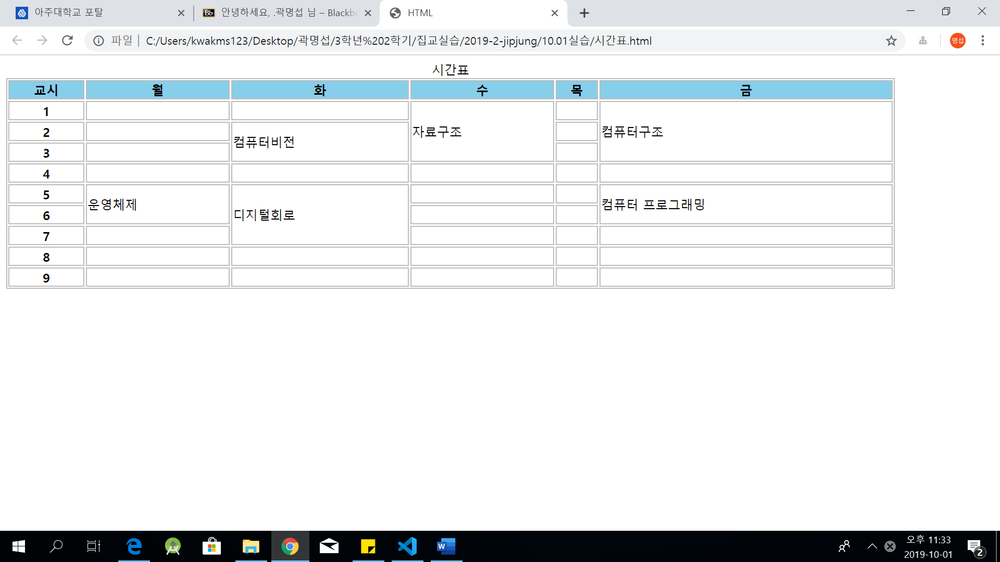 아주대학교 포탈
안녕하세요, .곽명섭 님 – Blackb
HTML
파일 | C:/Users/kwakms123/Desktop/곽명섭/3학년%202학기/집교실습/2019-2-jipjung/10.01실습/시간표.html
명섭
시간표
교시 월 화 수 목 금
1
자료구조
컴퓨터구조
2
컴퓨터비전
3
4
5
운영체제
디지털회로
컴퓨터 프로그래밍
6
7
8
9
오후 11:33
2019-10-01
2